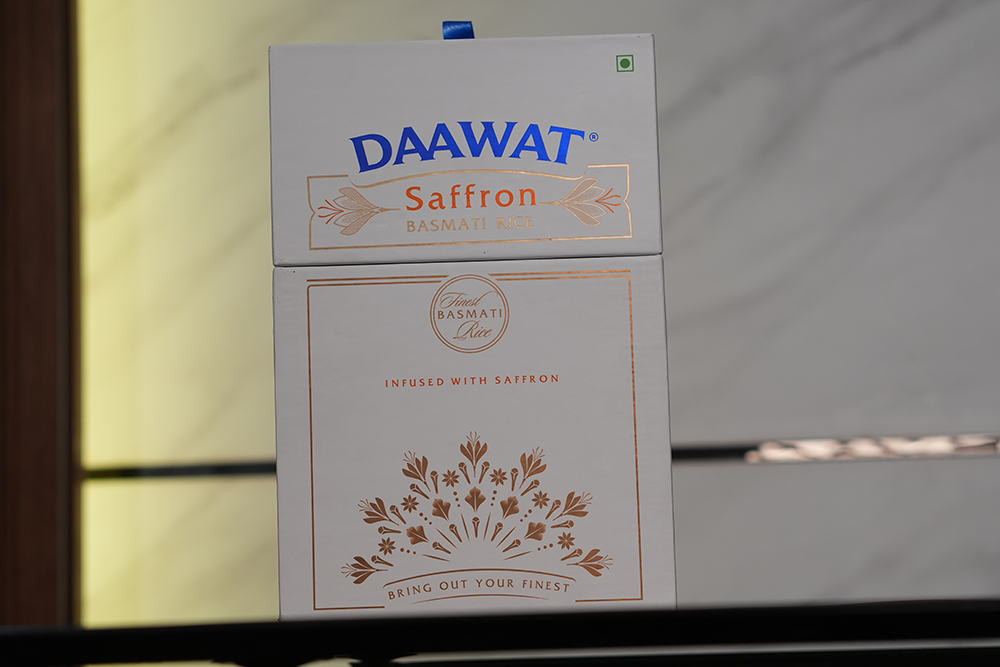 DAAWAT®
Saffron
BASMATI RICE
Finest
BASMATI
Rice
INFUSED WITH SAFFRON
BRING OUT YOUR FINEST